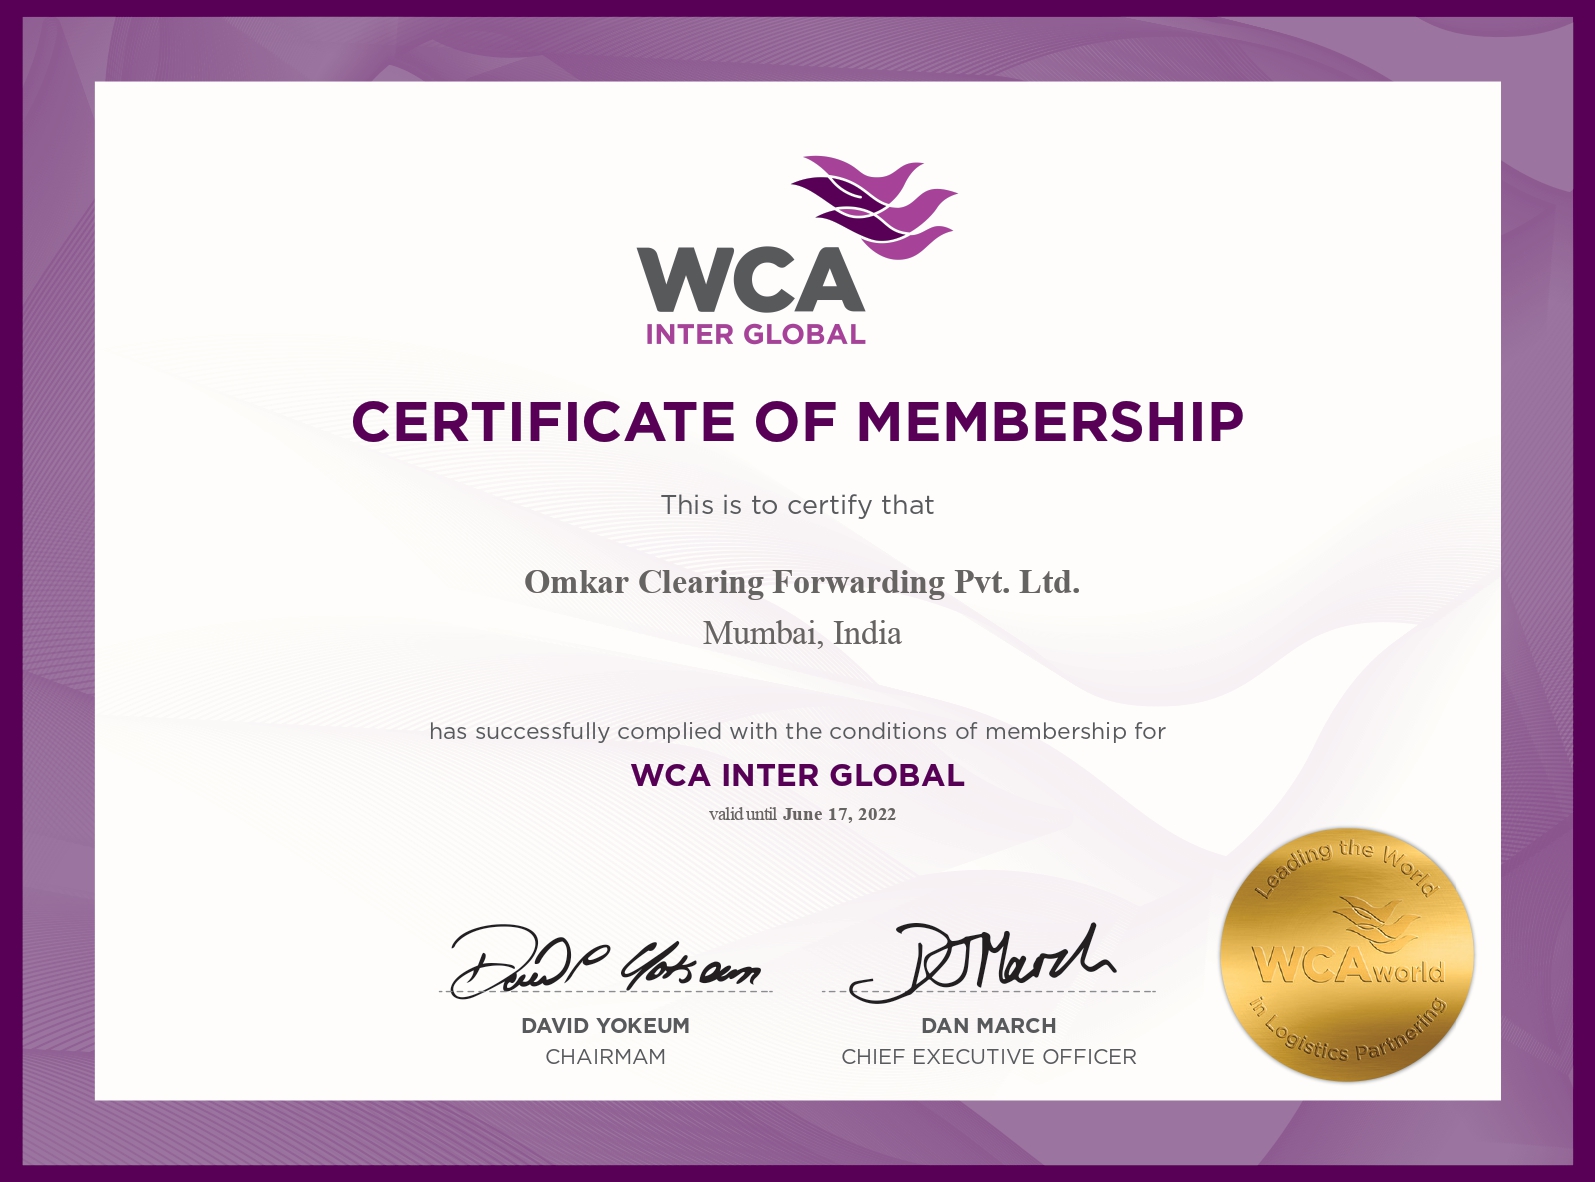 WCA
INTER GLOBAL
CERTIFICATE OF MEMBERSHIP
This is to certify that
Omkar Clearing Forwarding Pvt. Ltd.
Mumbai, India
has successfully complied with the conditions of membership for
WCA INTER GLOBAL
valid until June 17, 2022
David P Yokeum
DJMarch
DAVID YOKEUM
DAN MARCH
CHAIRMAM
CHIEF EXECUTIVE OFFICER
Leading the World
WCAworld
in Logistics Partnering